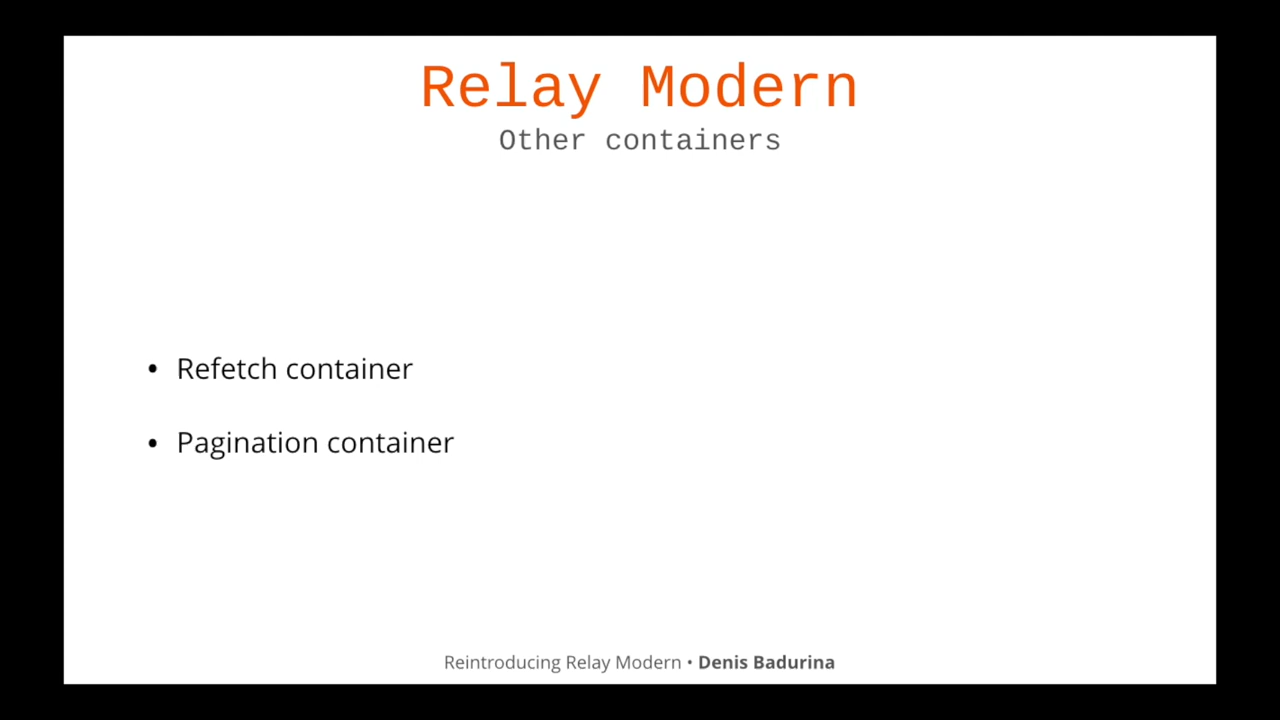 Relay Modern
Other containers
• Refetch container
• Pagination container
Reintroducing Relay Modern • Denis Badurina